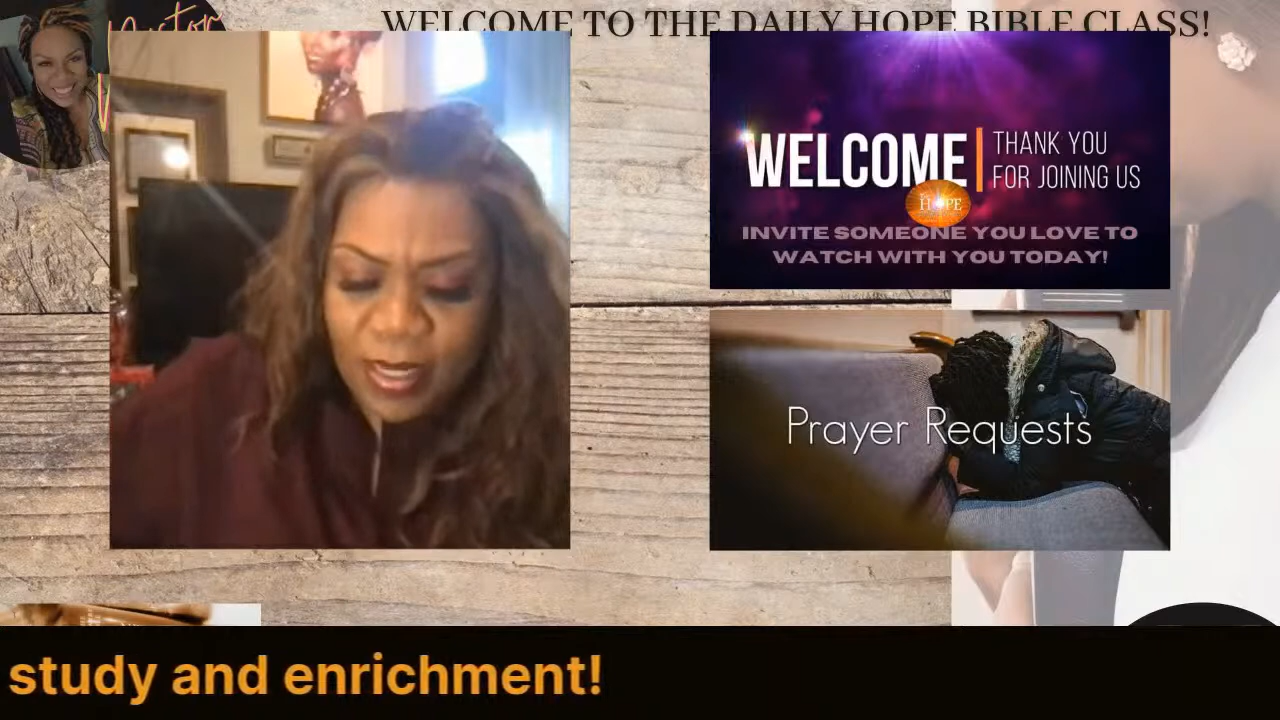 WELCOME TO THE DAILY HOPE BIBLE CLASS!
Pastor
WELCOME
THANK YOU
FOR JOINING US
HOPE
INVITE SOMEONE YOU LOVE TO
WATCH WITH YOU TODAY!
Prayer Requests
study and enrichment!